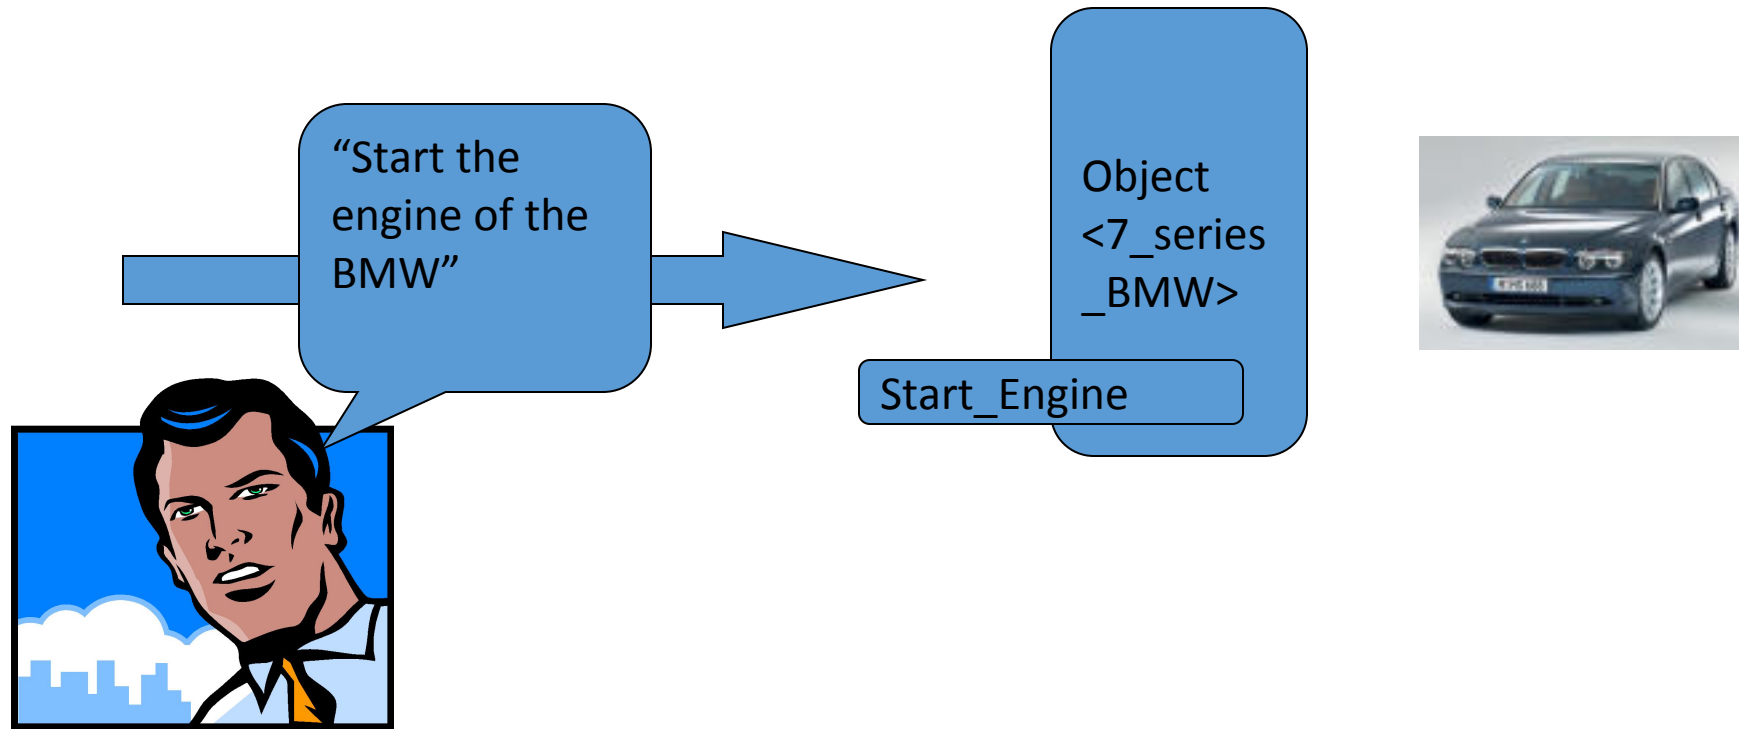 “Start the
engine of the
BMW”
Object
<7_series
_BMW>
Start_Engine